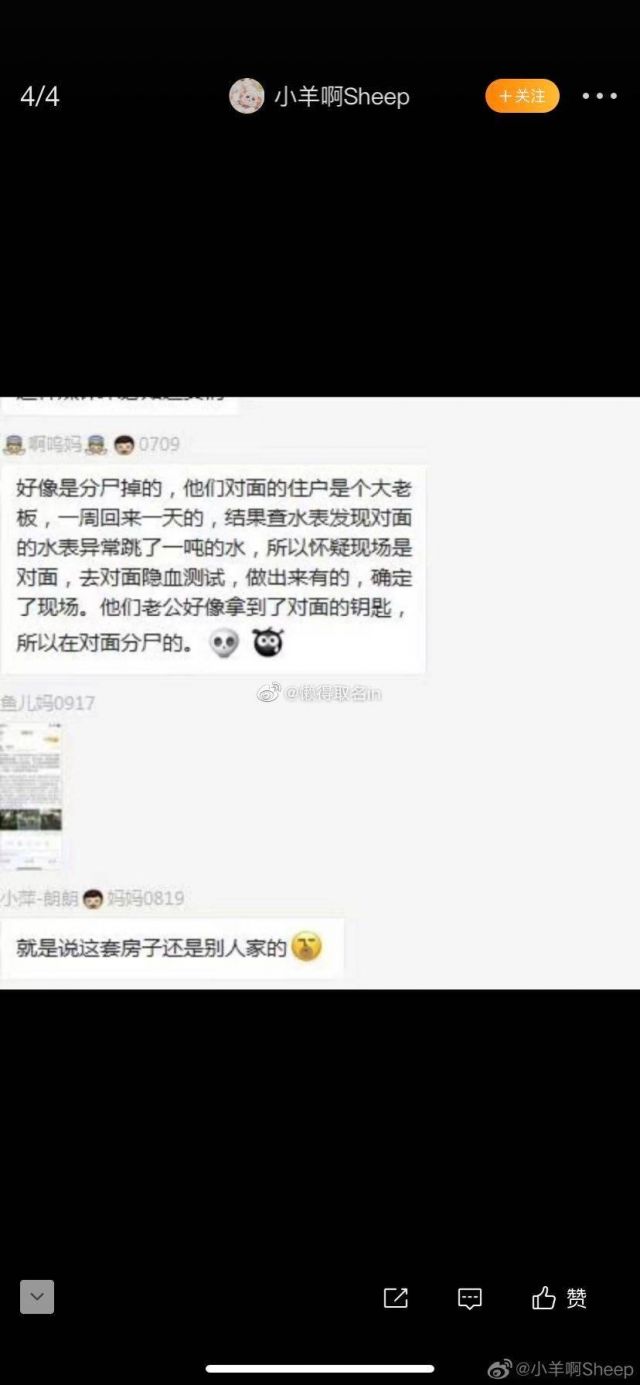 4/4
小羊啊Sheep
+关注
啊呜妈 0709
好像是分尸掉的，他们对面的住户是个大老
板，一周回来一天的，结果查水表发现对面
的水表异常跳了一吨的水，所以怀疑现场是
对面，去对面隐血测试，做出来有的，确定
了现场。他们老公好像拿到了对面的钥匙，
所以在对面分尸的。
@懒得取名in
鱼儿妈0917
小萍-朗朗 妈妈0819
就是说这套房子还是别人家的
赞
@小羊啊Sheep